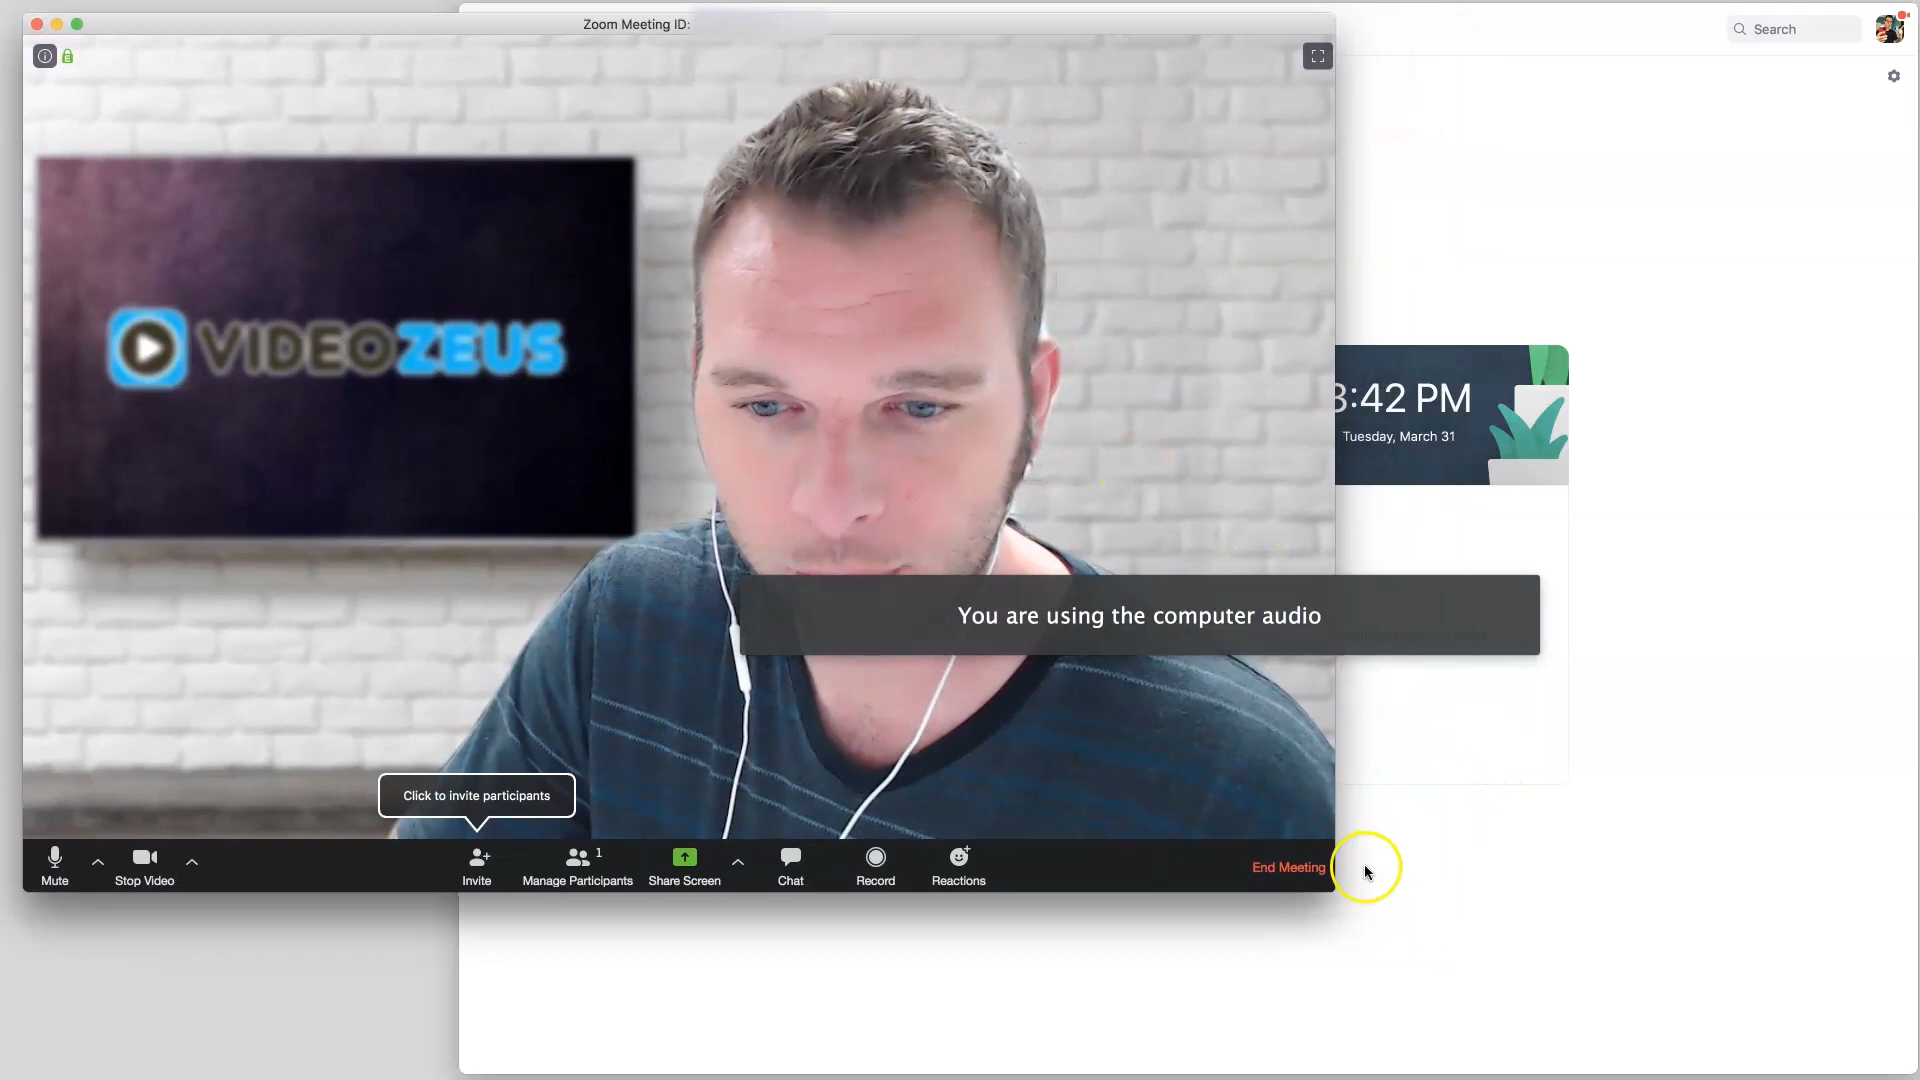 Zoom Meeting ID:
Search
VIDEOZEUS
:42 PM
Tuesday, March 31
You are using the computer audio
Click to invite participants
1
Mute
Stop Video
Invite
Manage Participants
Share Screen
Chat
Record
Reactions
End Meeting